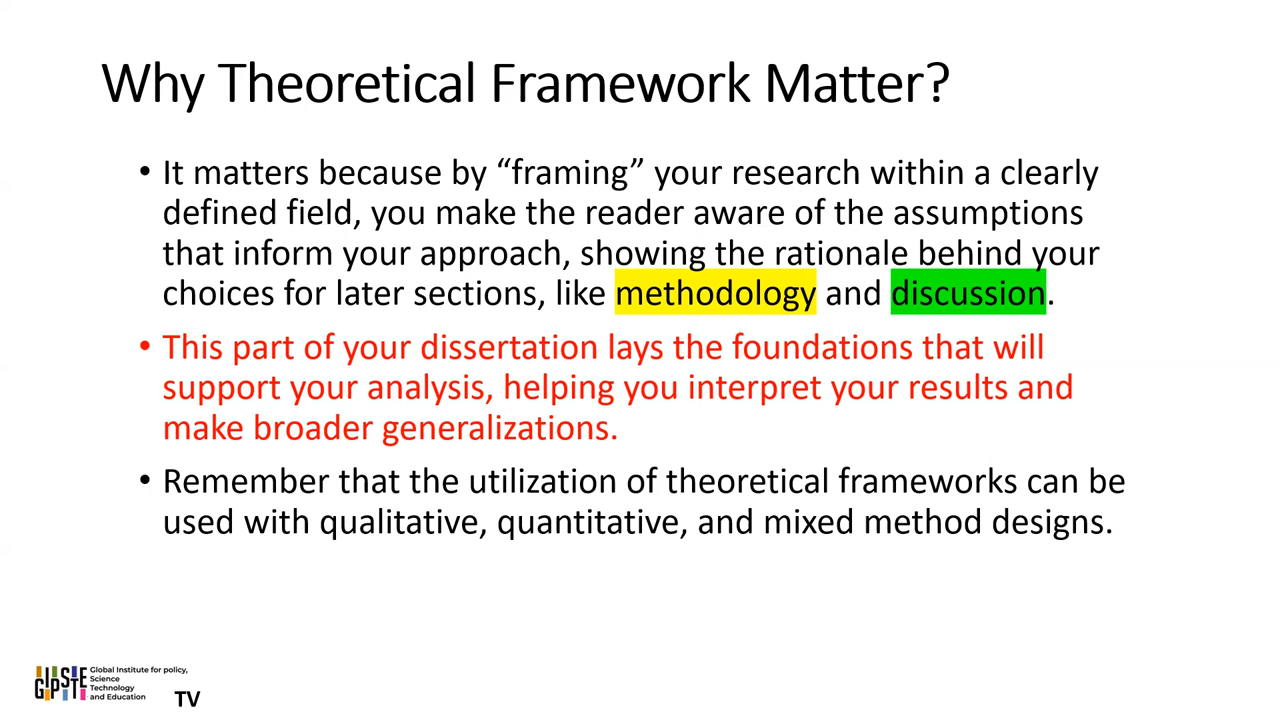 Why Theoretical Framework Matter?
• It matters because by “framing” your research within a clearly
defined field, you make the reader aware of the assumptions
that inform your approach, showing the rationale behind your
choices for later sections, like methodology and discussion.
• This part of your dissertation lays the foundations that will
support your analysis, helping you interpret your results and
make broader generalizations.
• Remember that the utilization of theoretical frameworks can be
used with qualitative, quantitative, and mixed method designs.
GIPSTE
Global Institute for policy,
Science
Technology
and Education
TV